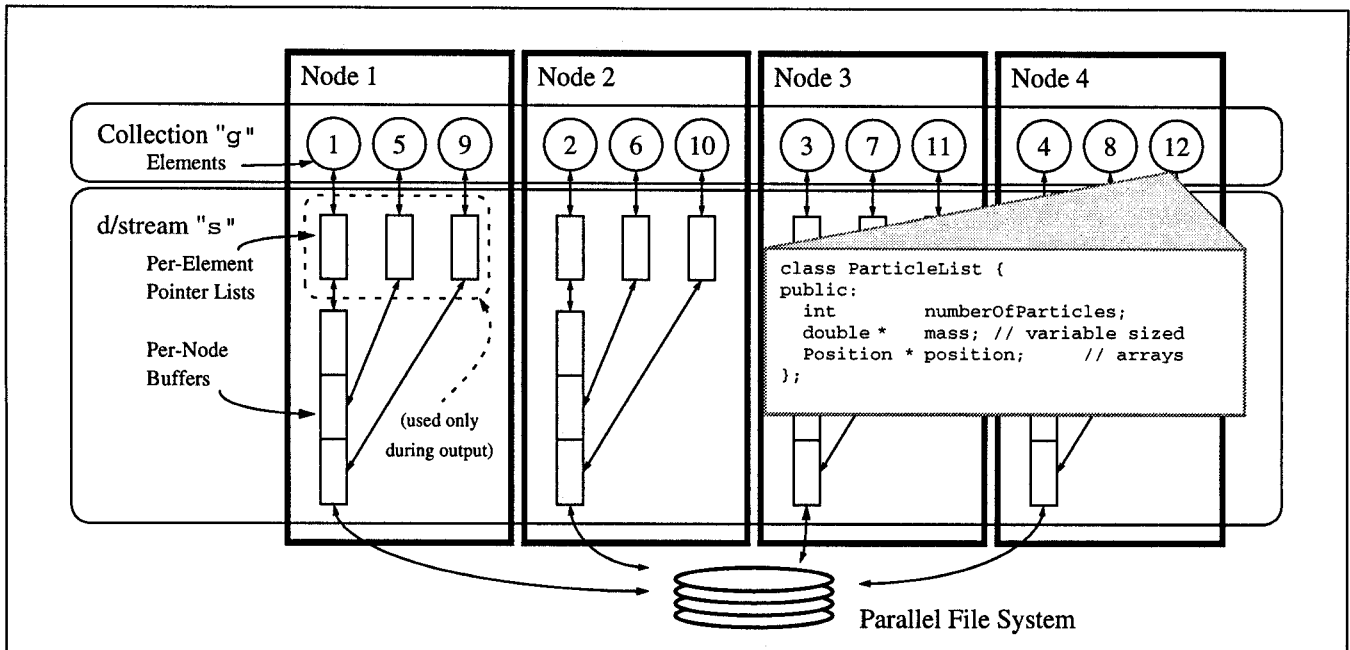 Node 1
Node 2
Node 3
Node 4
Collection "g"
Elements
1 5 9
2 6 10
3 7 11
4 8 12
d/stream "s"
Per-Element
Pointer Lists
Per-Node
Buffers
(used only
during output)
class ParticleList {
public:
int numberOfParticles;
double * mass; // variable sized
Position * position; // arrays
};
Parallel File System